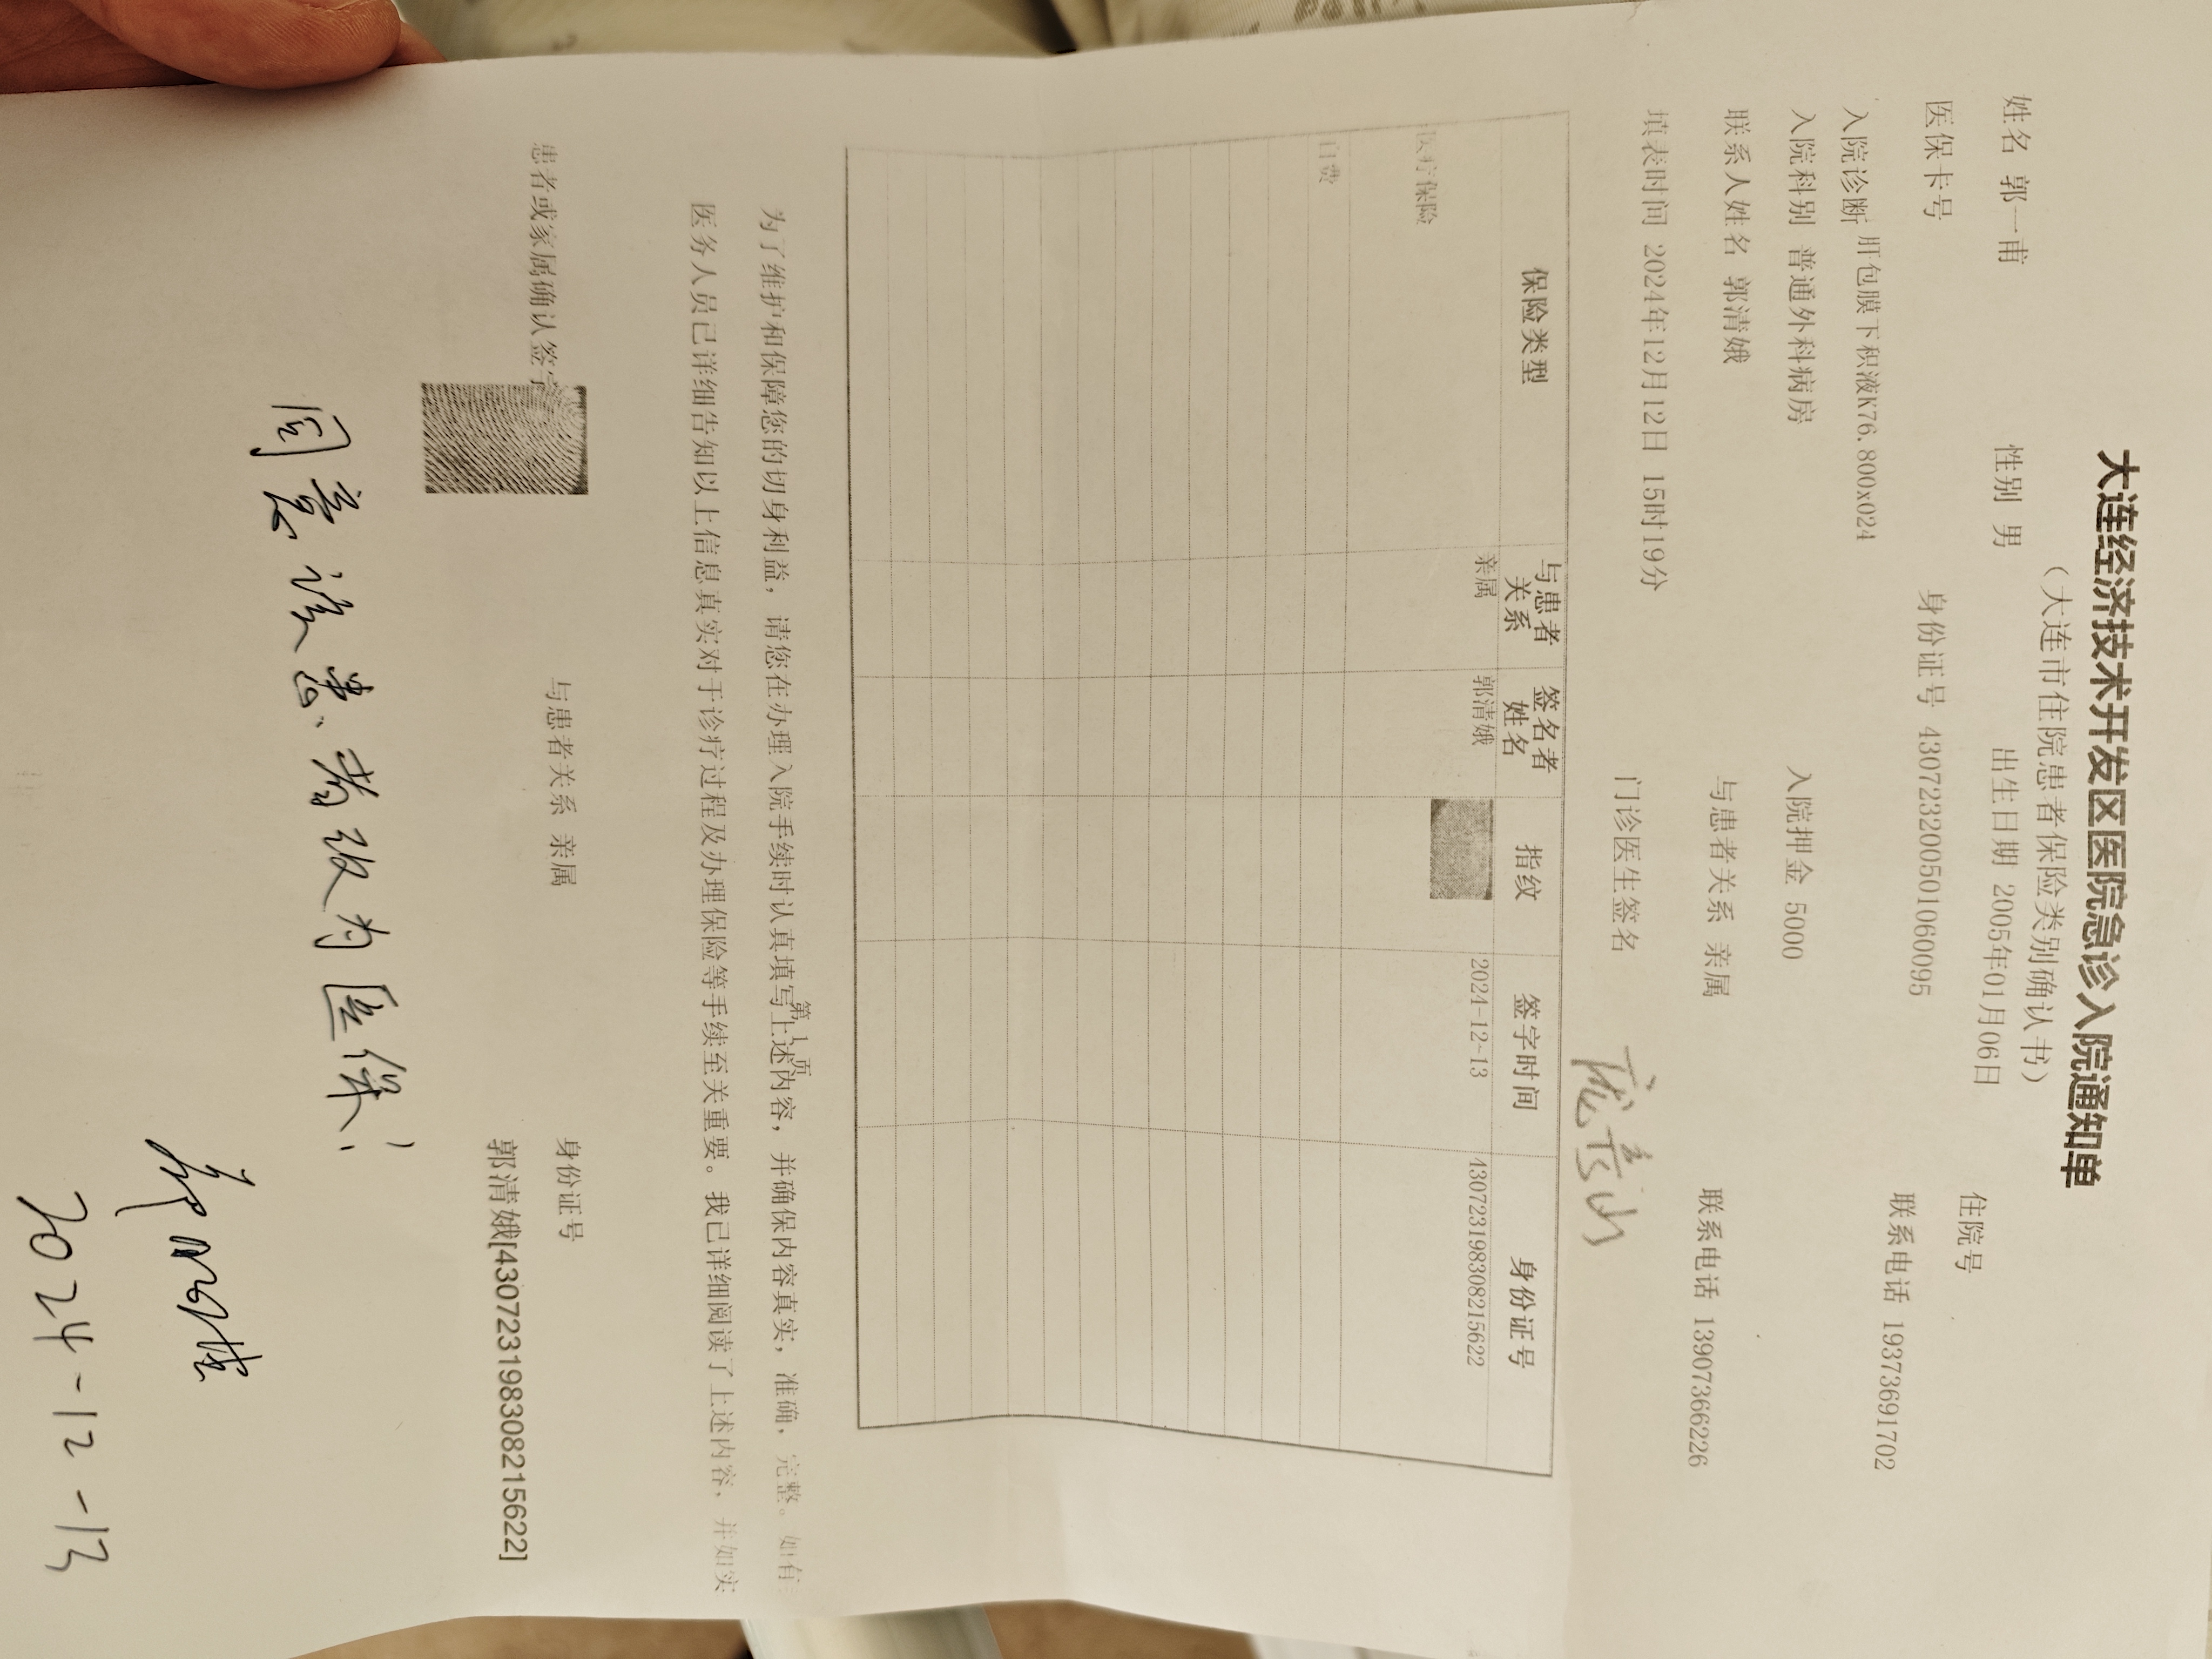 大连经济技术开发区医院急诊入院通知单
（大连市住院患者保险类别确认书）
住院号
姓名 郭一甫 性别 男 出生日期 2005年01月06日
医保卡号 身份证号 430723200501060095 联系电话 19373691702
入院诊断 肝包膜下积液K76.800x024
入院科别 普通外科病房 入院押金 5000
联系人姓名 郭清娥 与患者关系 亲属 联系电话 13907366226
填表时间 2024年12月12日 15时19分 门诊医生签名
保险类型 与患者关系 签名者姓名 指纹 签字时间 身份证号
医疗保险 亲属 郭清娥 2024-12-13 430723198308215622
自费
第1页
为了维护和保障您的切身利益，请您在办理入院手续时认真填写上述内容，并确保内容真实，准确，完整。如有
医务人员已详细告知以上信息真实对于诊疗过程及办理保险等手续至关重要。我已详细阅读了上述内容，并如实
患者或家属确认签字 与患者关系 亲属 身份证号
郭清娥[430723198308215622]
同意该患者改为医保！
2024-12-13